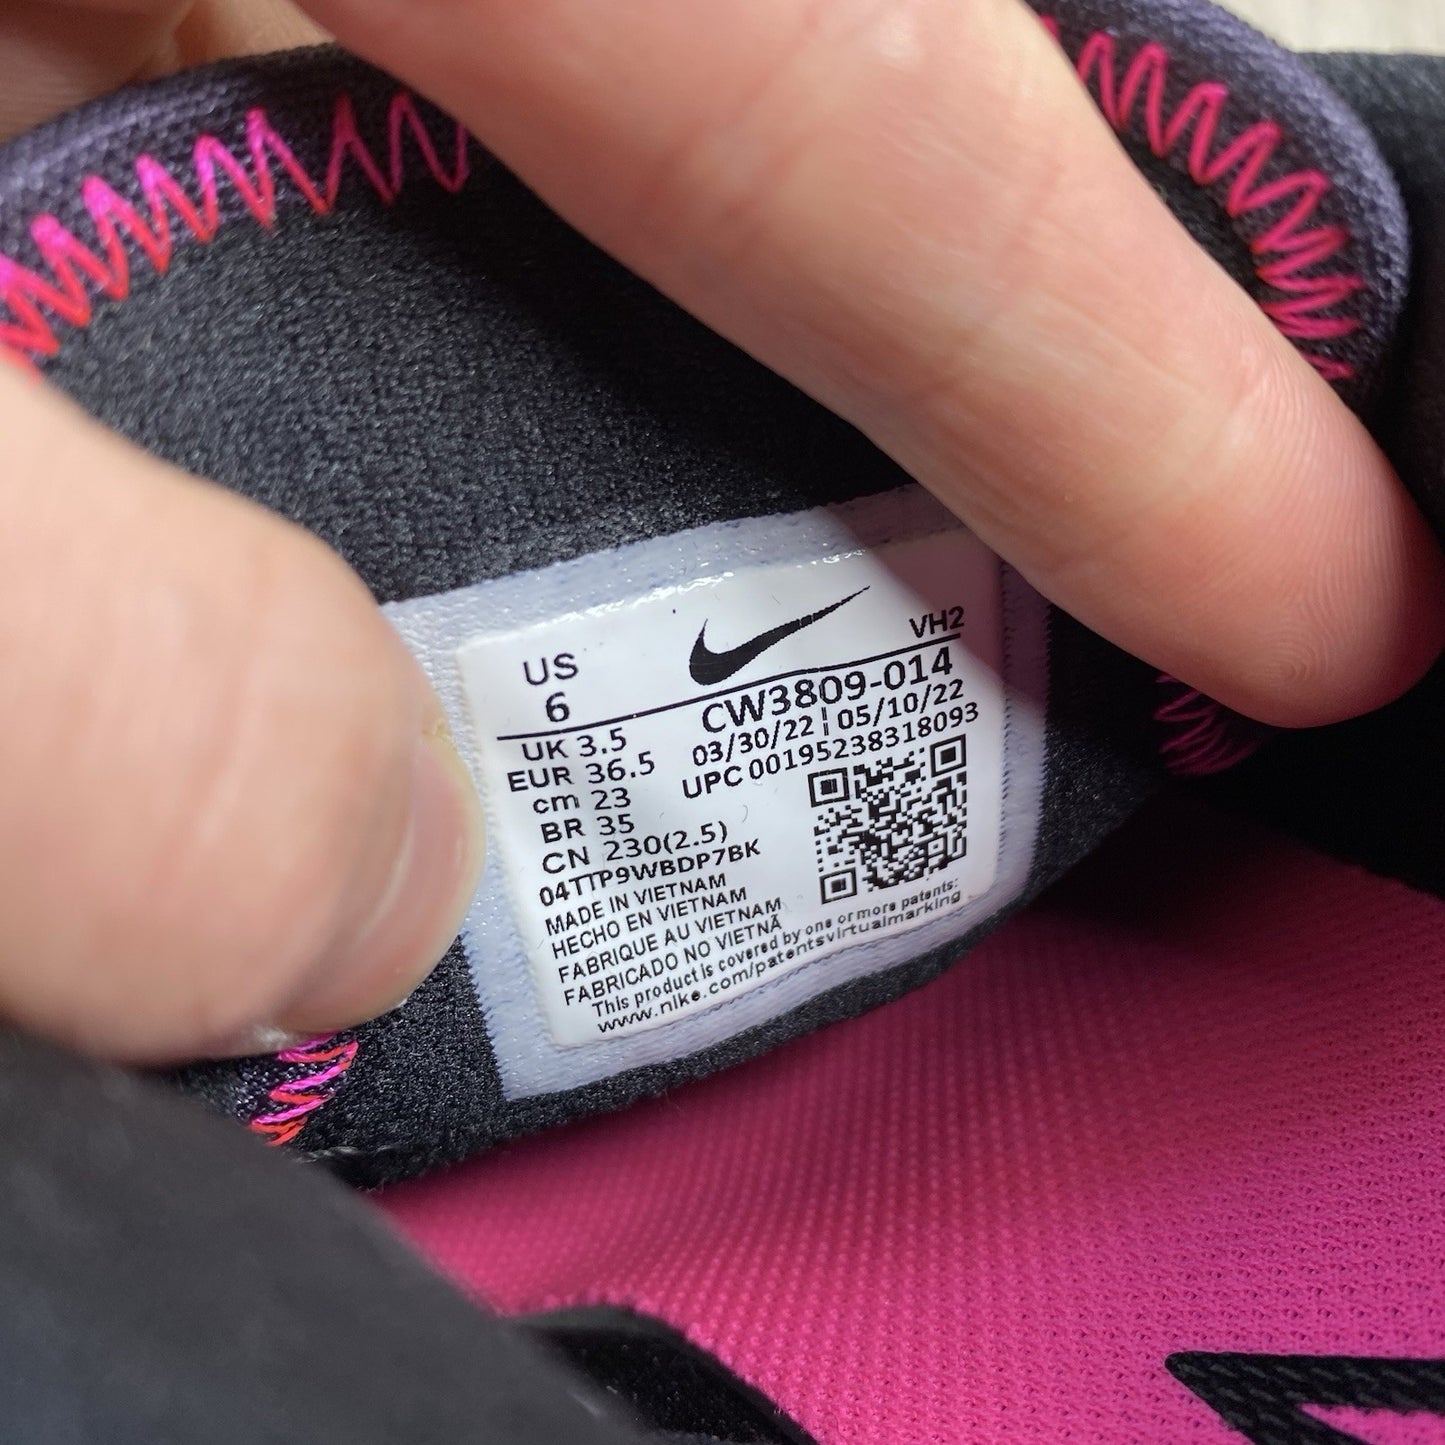 US
6
VH2
CW3809-014
03/30/22 ¦ 05/10/22
UPC 00195238318093
UK 3.5
EUR 36.5
cm 23
BR 35
CN 230(2.5)
04TTP9WBDP7BK
MADE IN VIETNAM
HECHO EN VIETNAM
FABRIQUE AU VIETNAM
FABRICADO NO VIETNÃ
This product is covered by one or more patents:
www.nike.com/patentsvirtualmarking